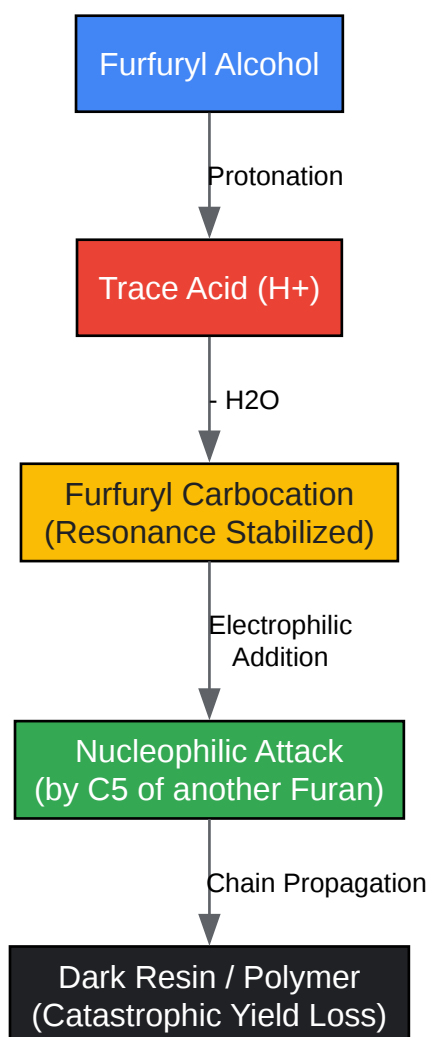 Furfuryl Alcohol
Protonation
Trace Acid (H+)
- H2O
Furfuryl Carbocation
(Resonance Stabilized)
Electrophilic
Addition
Nucleophilic Attack
(by C5 of another Furan)
Chain Propagation
Dark Resin / Polymer
(Catastrophic Yield Loss)